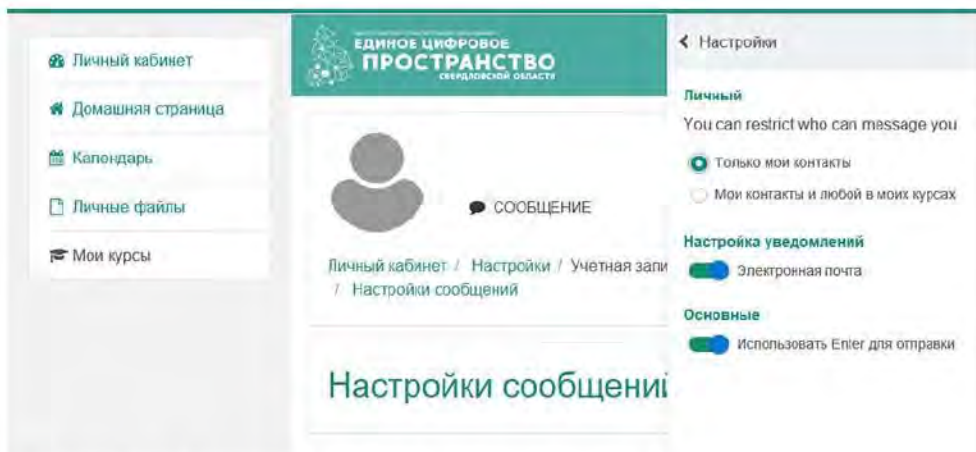 Личный кабинет
Домашняя страница
Календарь
Личные файлы
Мои курсы
ЕДИНОЕ ЦИФРОВОЕ
ПРОСТРАНСТВО
СВЕРДЛОВСКОЙ ОБЛАСТИ
СООБЩЕНИЕ
Личный кабинет / Настройки / Учетная запи
/ Настройки сообщений
Настройки сообщений
Настройки
Личный
You can restrict who can message you
Только мои контакты
Мои контакты и любой в моих курсах
Настройка уведомлений
Электронная почта
Основные
Использовать Enter для отправки